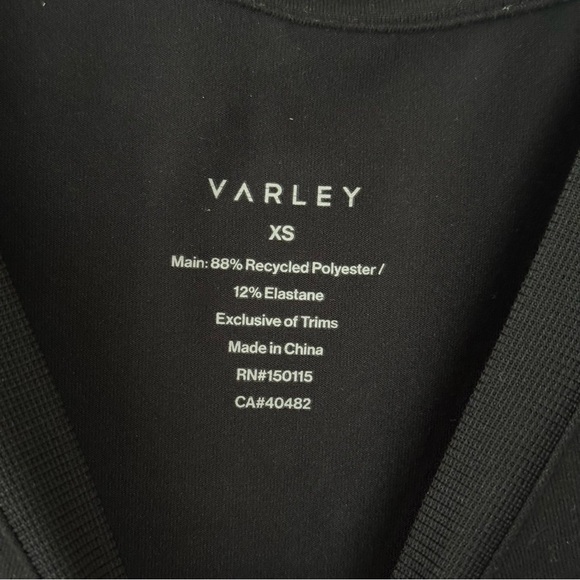 VARLEY
XS
Main: 88% Recycled Polyester /
12% Elastane
Exclusive of Trims
Made in China
RN#150115
CA#40482